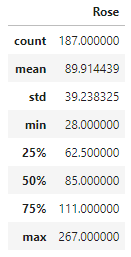 Rose
count 187.000000
mean 89.914439
std 39.238325
min 28.000000
25% 62.500000
50% 85.000000
75% 111.000000
max 267.000000